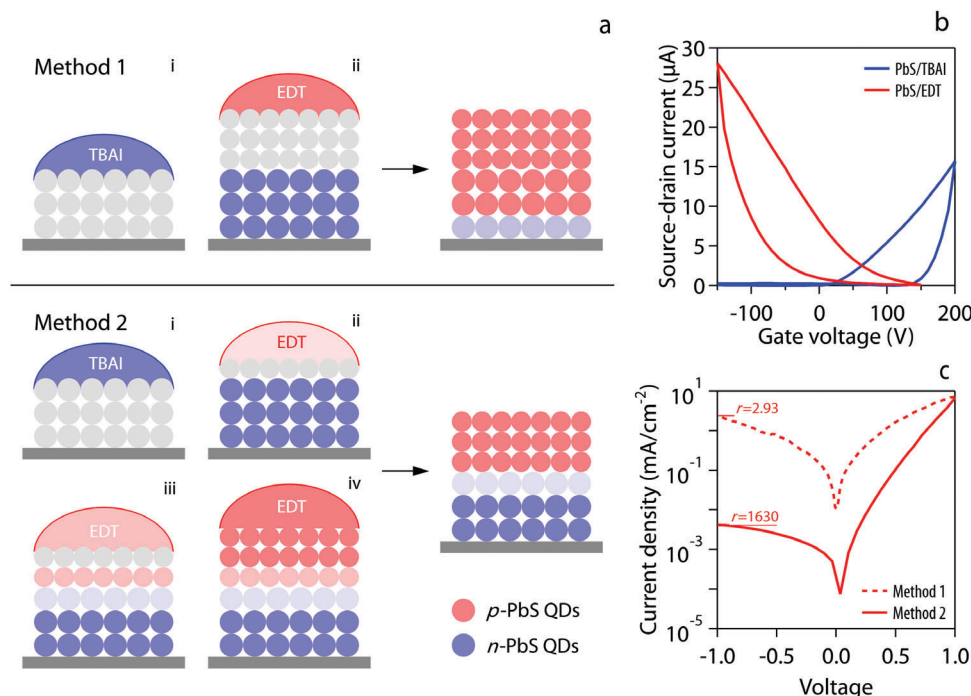 a
Method 1
i
ii
TBAI
EDT
Method 2
i
ii
TBAI
EDT
iii
iv
EDT
EDT
p-PbS QDs
n-PbS QDs
b
Source-drain current (µA)
30
25
20
15
10
5
0
PbS/TBAI
PbS/EDT
-100
0
100
200
Gate voltage (V)
c
Current density (mA/cm⁻²)
10¹
10⁻¹
10⁻³
10⁻⁵
r=2.93
r=1630
Method 1
Method 2
-1.0
-0.5
0.0
0.5
1.0
Voltage